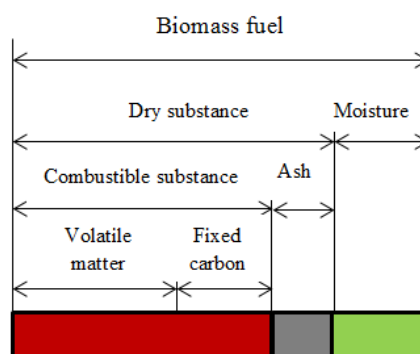 Biomass fuel
Dry substance
Moisture
Combustible substance
Ash
Volatile
matter
Fixed
carbon